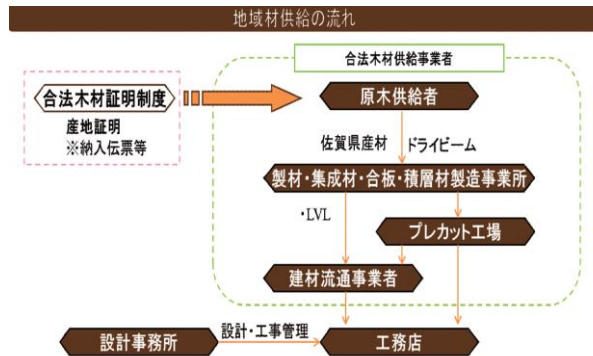 地域材供給の流れ
合法木材供給事業者
合法木材証明制度
産地証明
※納入伝票等
原木供給者
佐賀県産材 ドライビーム
製材・集成材・合板・積層材製造事業所
・LVL
プレカット工場
建材流通事業者
設計事務所
設計・工事管理
工務店